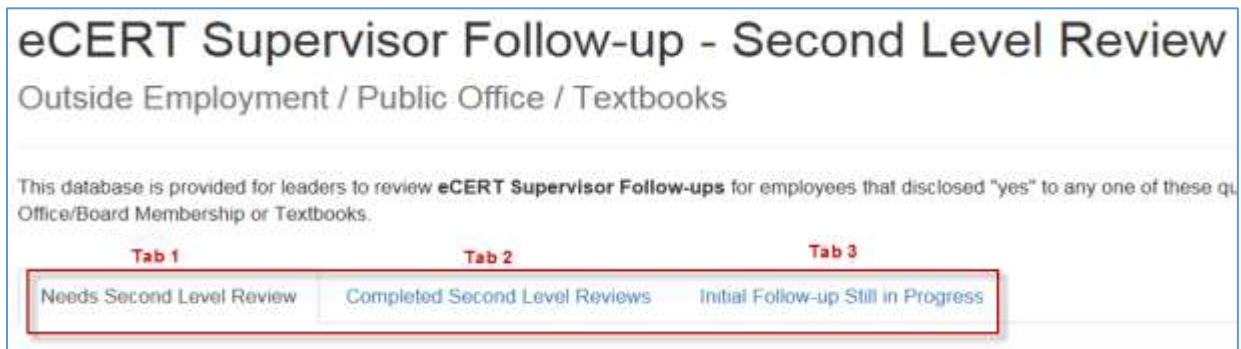 eCERT Supervisor Follow-up - Second Level Review
Outside Employment / Public Office / Textbooks
This database is provided for leaders to review eCERT Supervisor Follow-ups for employees that disclosed "yes" to any one of these
Office/Board Membership or Textbooks.
Tab 1 Tab 2 Tab 3
Needs Second Level Review Completed Second Level Reviews Initial Follow-up Still in Progress